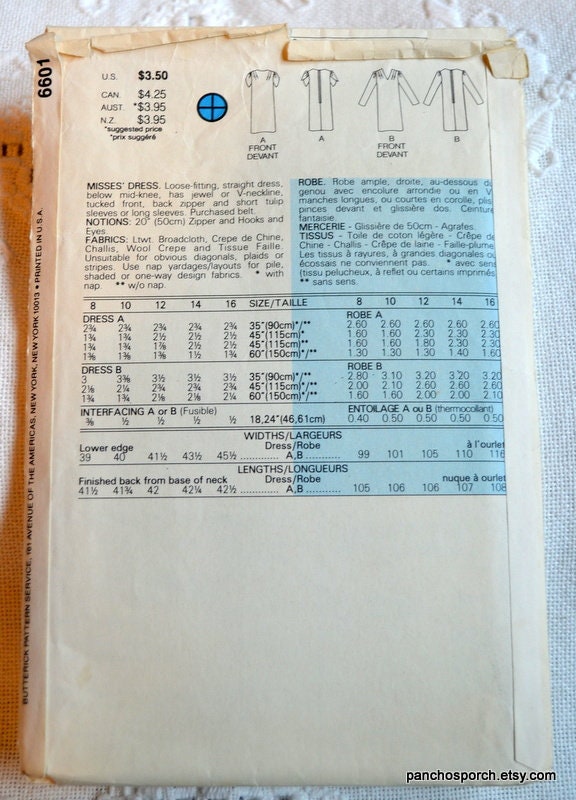 6601
U.S. $3.50
CAN. $4.25
AUST. *$3.95
N.Z. $3.95
*suggested price
*prix suggéré
A
FRONT
DEVANT
A
B
FRONT
DEVANT
B
MISSES' DRESS. Loose-fitting, straight dress,
below mid-knee, has jewel or V-neckline,
tucked front, back zipper and short tulip
sleeves or long sleeves. Purchased belt.
NOTIONS: 20" (50cm) Zipper and Hooks and
Eyes.
FABRICS: Ltwt. Broadcloth, Crepe de Chine,
Challis, Wool Crepe and Tissue Faille.
Unsuitable for obvious diagonals, plaids or
stripes. Use nap yardages/layouts for pile,
shaded or one-way design fabrics. * with
nap. ** w/o nap.
ROBE. Robe ample, droite, au-dessous du
genou avec encolure arrondie ou en V,
manches longues, ou courtes en corolle, plis
pinces devant et glissière dos. Ceinture
fantaisie.
MERCERIE - Glissière de 50cm - Agrafes.
TISSUS - Toile de coton légère - Crêpe de
Chine - Challis - Crêpe de laine - Faille-plume.
Les tissus à rayures, à grandes diagonales ou
écossais ne conviennent pas. * avec sens
(tissu pelucheux, à reflet ou certains imprimés)
** sans sens.
8 10 12 14 16 SIZE/TAILLE 8 10 12 14 16
DRESS A ROBE A
2¾ 2¾ 2¾ 2¾ 2¾ 35"(90cm)*/** 2.60 2.60 2.60 2.60 2.60
1¾ 1¾ 2½ 2½ 2½ 45"(115cm)* 1.60 1.60 2.30 2.30 2.30
1¾ 1¾ 1⅞ 2½ 2½ 45"(115cm)** 1.60 1.60 1.80 2.30 2.30
1⅜ 1⅜ 1⅜ 1½ 1¾ 60"(150cm)*/** 1.30 1.30 1.30 1.40 1.60
DRESS B ROBE B
3 3⅜ 3½ 3½ 3½ 35"(90cm)*/** 2.80 3.10 3.20 3.20 3.20
2⅛ 2¼ 2¾ 2¾ 2¾ 45"(115cm)*/** 2.00 2.10 2.60 2.60 2.60
1¾ 1¾ 2⅛ 2⅛ 2¼ 60"(150cm)*/** 1.60 1.60 2.00 2.00 2.10
INTERFACING A or B (Fusible) ENTOILAGE A ou B (thermocollant)
⅜ ½ ½ ½ ½ 18,24"(46,61cm) 0.40 0.50 0.50 0.50 0.50
WIDTHS/LARGEURS
Lower edge Dress/Robe à l'ourlet
39 40 41½ 43½ 45½ ............ A,B ........... 99 101 105 110 116
LENGTHS/LONGUEURS
Finished back from base of neck Dress/Robe nuque à ourlet
41½ 41¾ 42 42¼ 42½ ............ A,B ........... 105 106 106 107 108
BUTTERICK PATTERN SERVICE, 161 AVENUE OF THE AMERICAS, NEW YORK, NEW YORK 10013 • PRINTED IN U.S.A.
panchosporch.etsy.com